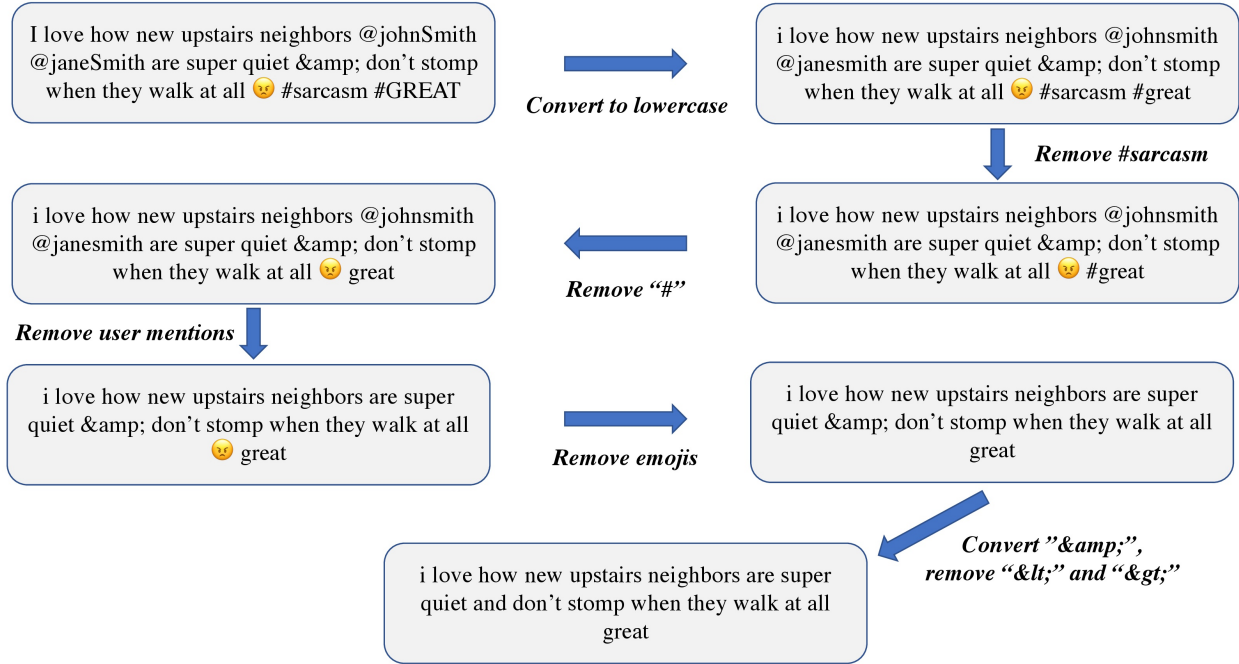 I love how new upstairs neighbors @johnSmith
@janeSmith are super quiet &amp; don’t stomp
when they walk at all 😠 #sarcasm #GREAT
Convert to lowercase
i love how new upstairs neighbors @johnsmith
@janesmith are super quiet &amp; don’t stomp
when they walk at all 😠 #sarcasm #great
Remove #sarcasm
i love how new upstairs neighbors @johnsmith
@janesmith are super quiet &amp; don’t stomp
when they walk at all 😠 #great
Remove “#”
i love how new upstairs neighbors @johnsmith
@janesmith are super quiet &amp; don’t stomp
when they walk at all 😠 great
Remove user mentions
i love how new upstairs neighbors are super
quiet &amp; don’t stomp when they walk at all
😠 great
Remove emojis
i love how new upstairs neighbors are super
quiet &amp; don’t stomp when they walk at all
great
Convert ”&amp;”,
remove “&lt;” and “&gt;”
i love how new upstairs neighbors are super
quiet and don’t stomp when they walk at all
great